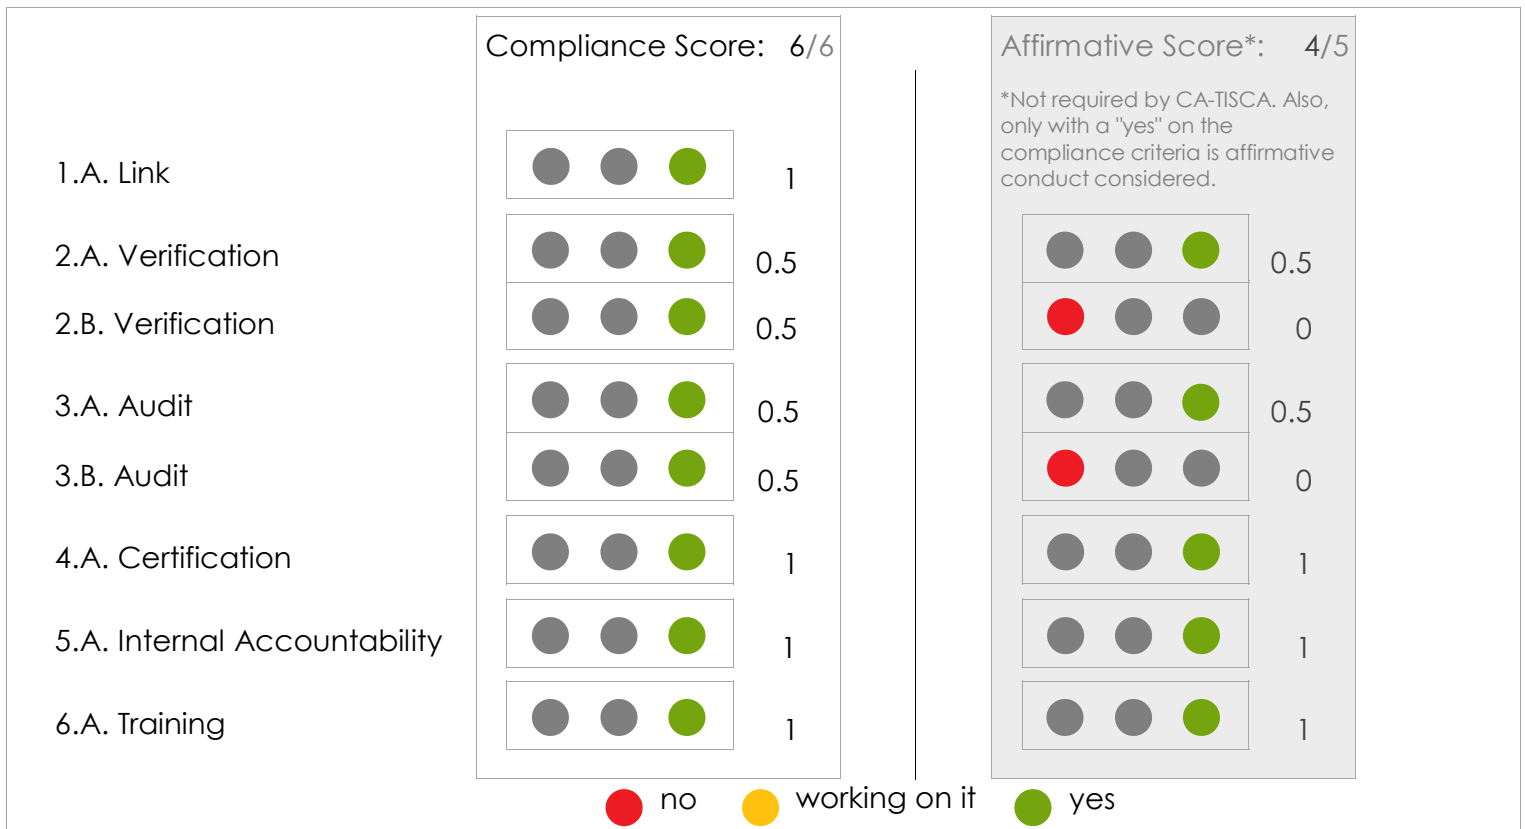 Compliance Score: 6/6
Affirmative Score*: 4/5
*Not required by CA-TISCA. Also,
only with a "yes" on the
compliance criteria is affirmative
conduct considered.
1.A. Link 1
2.A. Verification 0.5 0.5
2.B. Verification 0.5 0
3.A. Audit 0.5 0.5
3.B. Audit 0.5 0
4.A. Certification 1 1
5.A. Internal Accountability 1 1
6.A. Training 1 1
no working on it yes